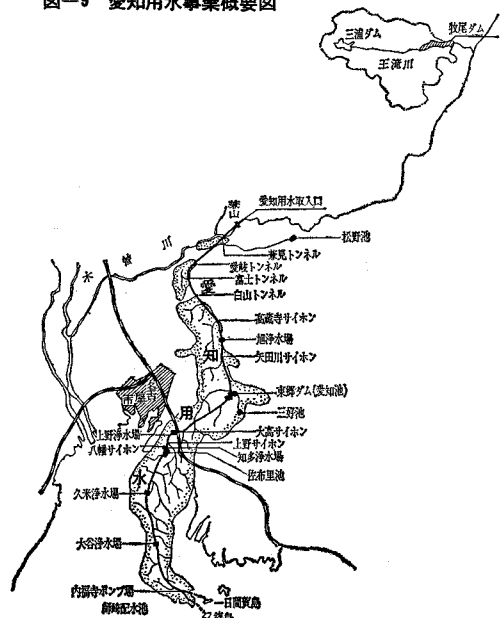 図－9 愛知用水事業概要図
牧尾ダム
三浦ダム
王滝川
愛知用水取入口
兼山
松野池
木曽川
兼見トンネル
愛岐トンネル
富士トンネル
白山トンネル
愛
高蔵寺サイホン
旭浄水場
知
矢田川サイホン
東郷ダム(愛知池)
三好池
名古屋市
用
大高サイホン
上野浄水場
上野サイホン
八幡サイホン
知多浄水場
佐布里池
水
久米浄水場
大谷浄水場
内福寺ポンプ場
日間賀島
師崎配水池
篠島